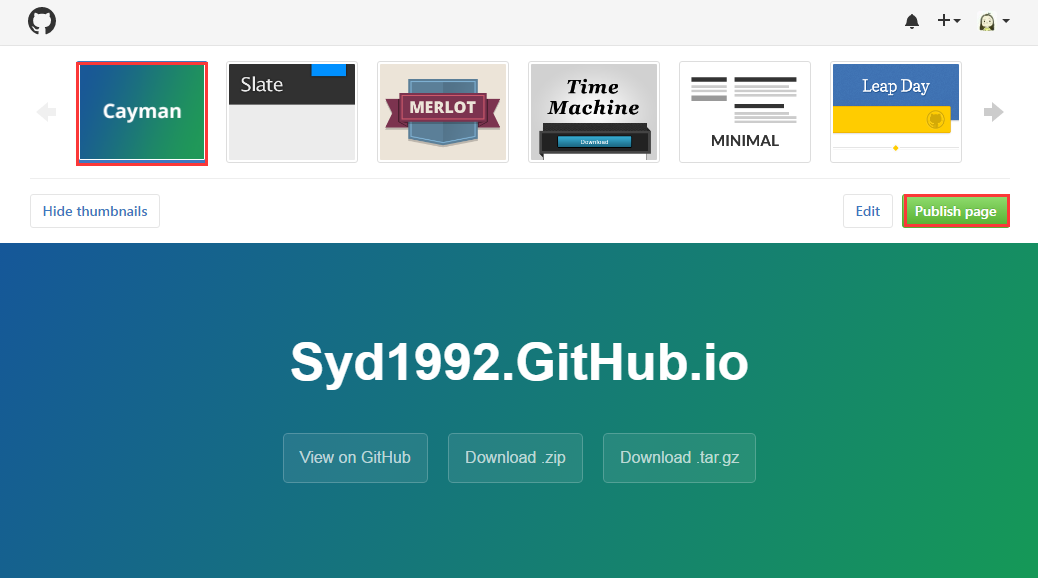 Cayman
Slate
MERLOT
Time
Machine
Download
MINIMAL
Leap Day
Hide thumbnails
Edit
Publish page
Syd1992.GitHub.io
View on GitHub
Download .zip
Download .tar.gz